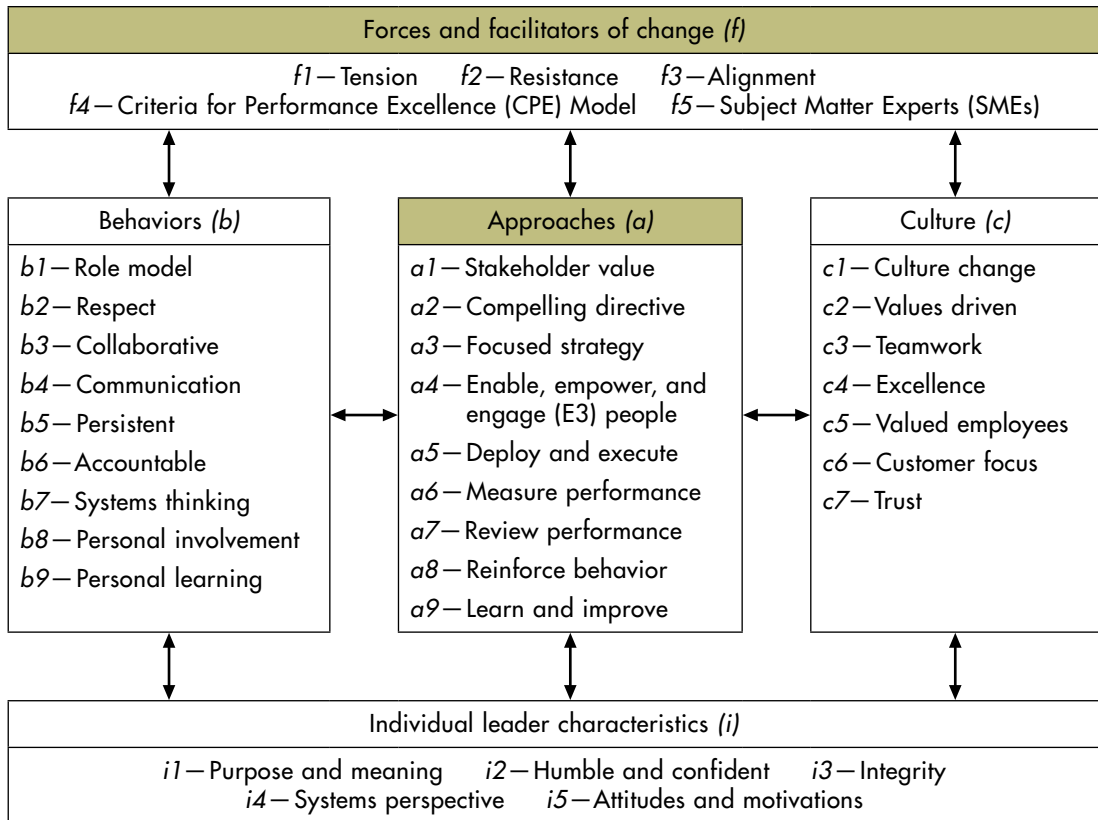 Forces and facilitators of change (f)
f1—Tension f2—Resistance f3—Alignment
f4—Criteria for Performance Excellence (CPE) Model f5—Subject Matter Experts (SMEs)
Behaviors (b)
b1—Role model
b2—Respect
b3—Collaborative
b4—Communication
b5—Persistent
b6—Accountable
b7—Systems thinking
b8—Personal involvement
b9—Personal learning
Approaches (a)
a1—Stakeholder value
a2—Compelling directive
a3—Focused strategy
a4—Enable, empower, and
engage (E3) people
a5—Deploy and execute
a6—Measure performance
a7—Review performance
a8—Reinforce behavior
a9—Learn and improve
Culture (c)
c1—Culture change
c2—Values driven
c3—Teamwork
c4—Excellence
c5—Valued employees
c6—Customer focus
c7—Trust
Individual leader characteristics (i)
i1—Purpose and meaning i2—Humble and confident i3—Integrity
i4—Systems perspective i5—Attitudes and motivations